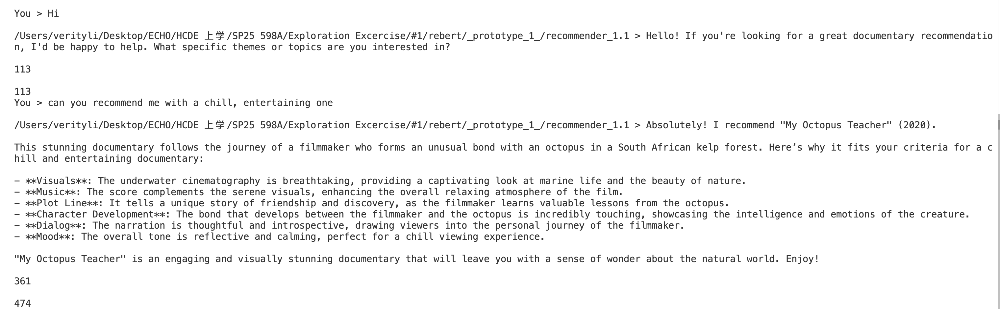 You > Hi
/Users/verityli/Desktop/ECHO/HCDE 上学/SP25 598A/Exploration Excercise/#1/rebert/_prototype_1_/recommender_1.1 > Hello! If you're looking for a great documentary recommendatio
n, I'd be happy to help. What specific themes or topics are you interested in?
113
113
You > can you recommend me with a chill, entertaining one
/Users/verityli/Desktop/ECHO/HCDE 上学/SP25 598A/Exploration Excercise/#1/rebert/_prototype_1_/recommender_1.1 > Absolutely! I recommend "My Octopus Teacher" (2020).
This stunning documentary follows the journey of a filmmaker who forms an unusual bond with an octopus in a South African kelp forest. Here’s why it fits your criteria for a c
hill and entertaining documentary:
- **Visuals**: The underwater cinematography is breathtaking, providing a captivating look at marine life and the beauty of nature.
- **Music**: The score complements the serene visuals, enhancing the overall relaxing atmosphere of the film.
- **Plot Line**: It tells a unique story of friendship and discovery, as the filmmaker learns valuable lessons from the octopus.
- **Character Development**: The bond that develops between the filmmaker and the octopus is incredibly touching, showcasing the intelligence and emotions of the creature.
- **Dialog**: The narration is thoughtful and introspective, drawing viewers into the personal journey of the filmmaker.
- **Mood**: The overall tone is reflective and calming, perfect for a chill viewing experience.
"My Octopus Teacher" is an engaging and visually stunning documentary that will leave you with a sense of wonder about the natural world. Enjoy!
361
474